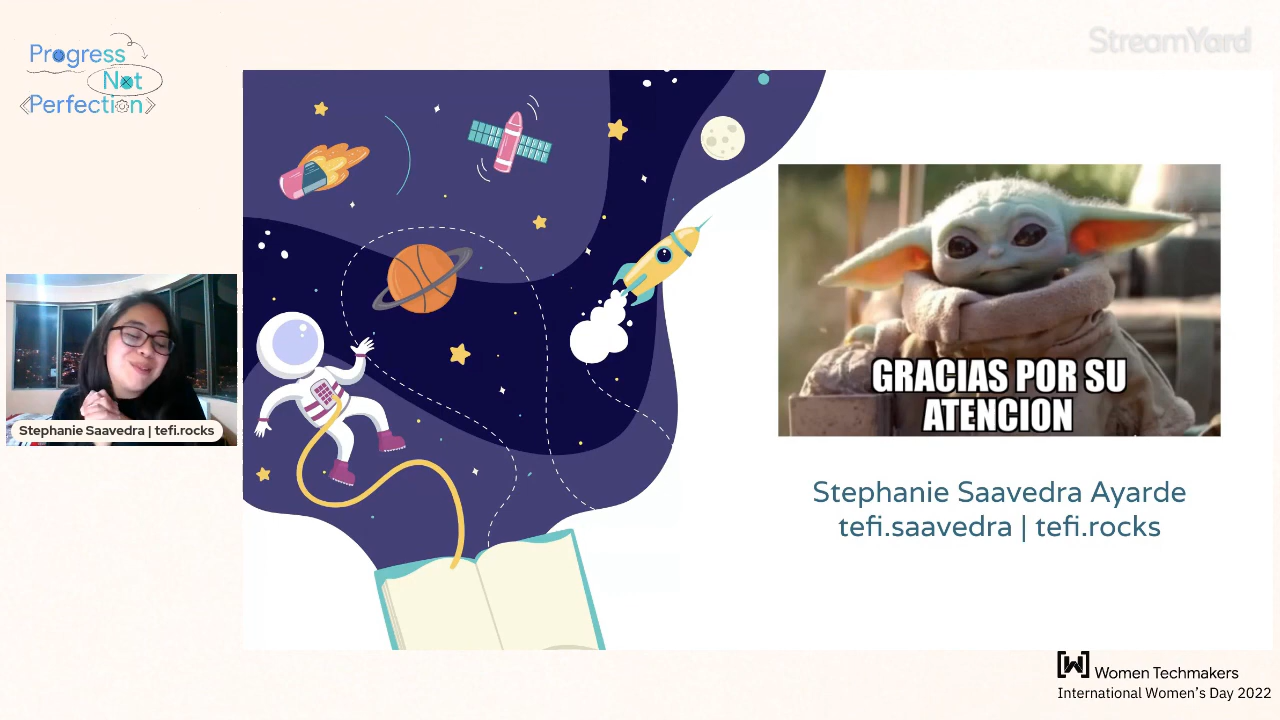 Progress
Not
Perfection
StreamYard
Stephanie Saavedra | tefi.rocks
GRACIAS POR SU
ATENCION
Stephanie Saavedra Ayarde
tefi.saavedra | tefi.rocks
Women Techmakers
International Women's Day 2022